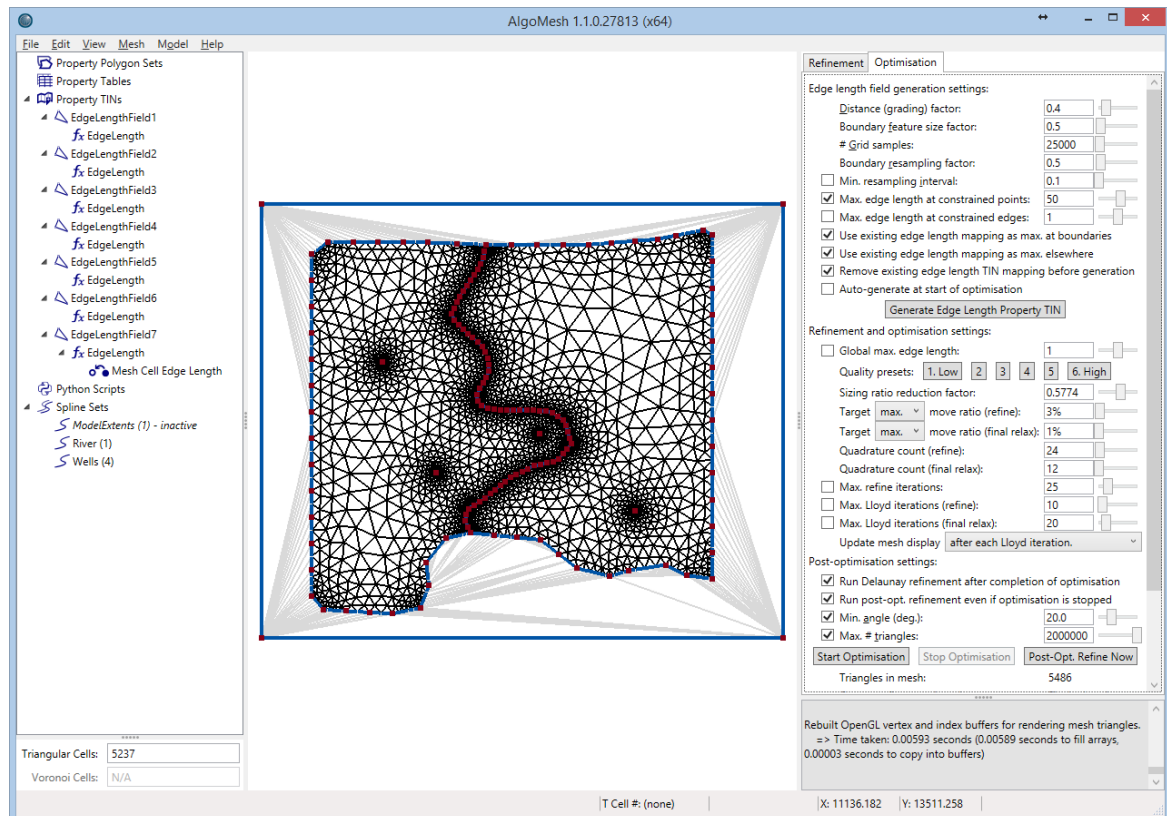 AlgoMesh 1.1.0.27813 (x64)
File Edit View Mesh Model Help
Property Polygon Sets
Property Tables
Property TINs
EdgeLengthField1
fx EdgeLength
EdgeLengthField2
fx EdgeLength
EdgeLengthField3
fx EdgeLength
EdgeLengthField4
fx EdgeLength
EdgeLengthField5
fx EdgeLength
EdgeLengthField6
fx EdgeLength
EdgeLengthField7
fx EdgeLength
Mesh Cell Edge Length
Python Scripts
Spline Sets
ModelExtents (1) - inactive
River (1)
Wells (4)
Triangular Cells: 5237
Voronoi Cells: N/A
Refinement Optimisation
Edge length field generation settings:
Distance (grading) factor: 0.4
Boundary feature size factor: 0.5
# Grid samples: 25000
Boundary resampling factor: 0.5
Min. resampling interval: 0.1
Max. edge length at constrained points: 50
Max. edge length at constrained edges: 1
Use existing edge length mapping as max. at boundaries
Use existing edge length mapping as max. elsewhere
Remove existing edge length TIN mapping before generation
Auto-generate at start of optimisation
Generate Edge Length Property TIN
Refinement and optimisation settings:
Global max. edge length: 1
Quality presets: 1. Low 2 3 4 5 6. High
Sizing ratio reduction factor: 0.5774
Target max. move ratio (refine): 3%
Target max. move ratio (final relax): 1%
Quadrature count (refine): 24
Quadrature count (final relax): 12
Max. refine iterations: 25
Max. Lloyd iterations (refine): 10
Max. Lloyd iterations (final relax): 20
Update mesh display after each Lloyd iteration.
Post-optimisation settings:
Run Delaunay refinement after completion of optimisation
Run post-opt. refinement even if optimisation is stopped
Min. angle (deg.): 20.0
Max. # triangles: 2000000
Start Optimisation Stop Optimisation Post-Opt. Refine Now
Triangles in mesh: 5486
Rebuilt OpenGL vertex and index buffers for rendering mesh triangles.
=> Time taken: 0.00593 seconds (0.00589 seconds to fill arrays,
0.00003 seconds to copy into buffers)
T Cell #: (none) X: 11136.182 Y: 13511.258